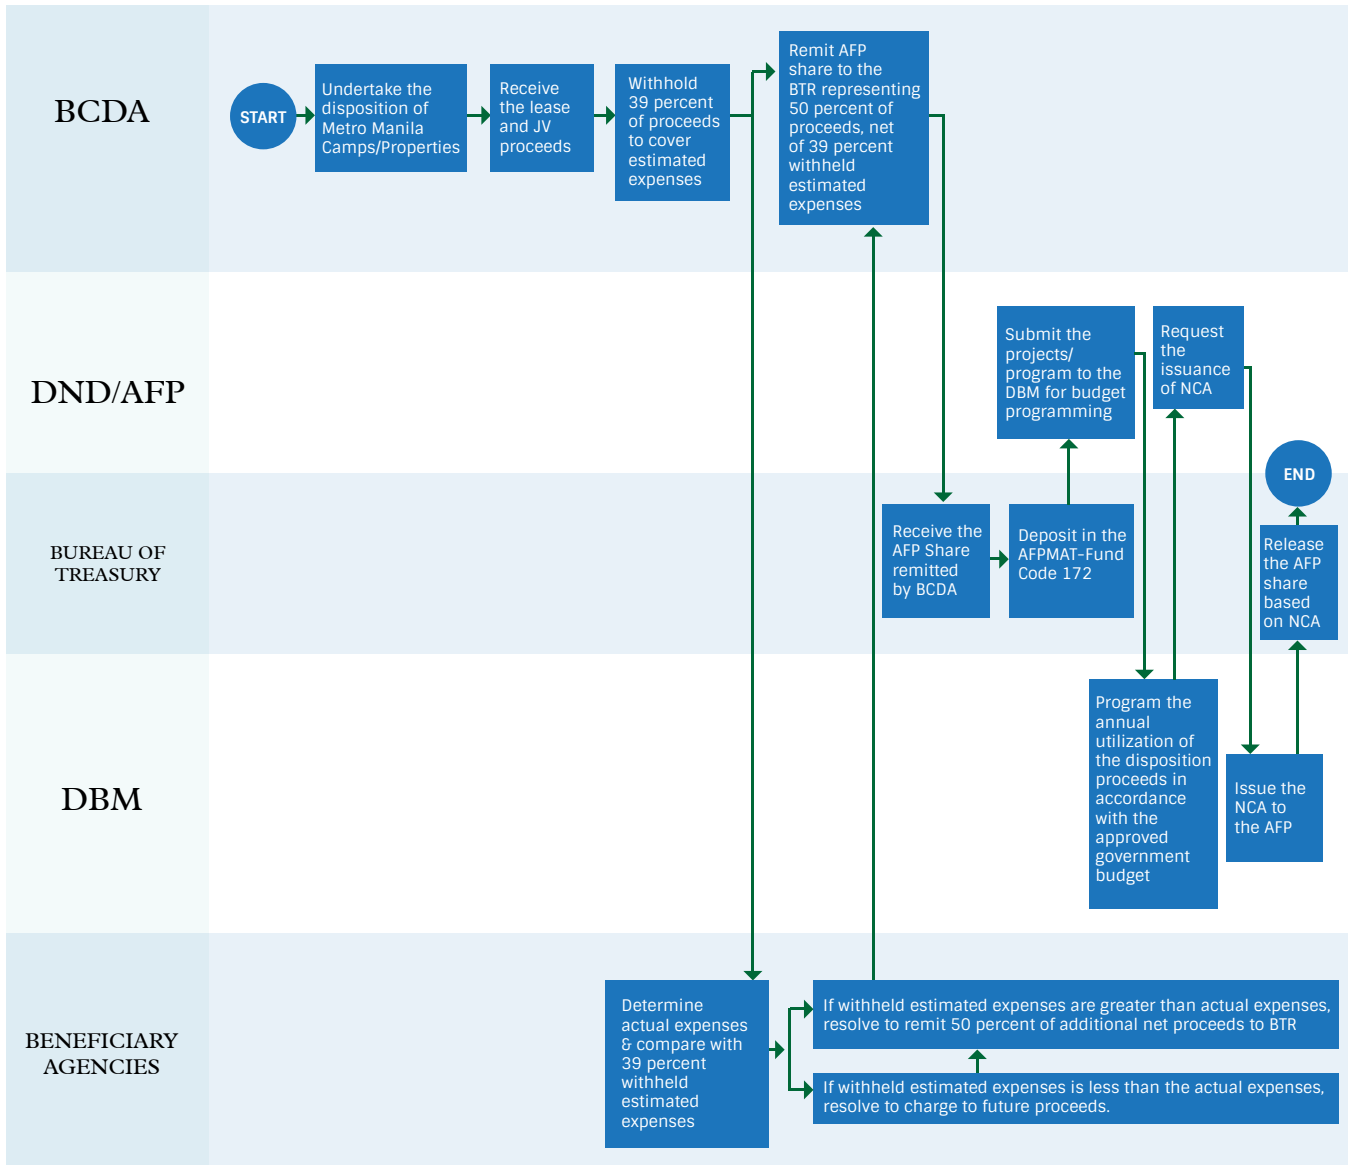 BCDA
START
Undertake the
disposition of
Metro Manila
Camps/Properties
Receive
the lease
and JV
proceeds
Withhold
39 percent
of proceeds
to cover
estimated
expenses
Remit AFP
share to the
BTR representing
50 percent of
proceeds, net
of 39 percent
withheld
estimated
expenses
DND/AFP
Submit the
projects/
program to the
DBM for budget
programming
Request
the
issuance
of NCA
BUREAU OF
TREASURY
Receive the
AFP Share
remitted
by BCDA
Deposit in the
AFPMAT-Fund
Code 172
END
Release
the AFP
share
based
on NCA
DBM
Program the
annual
utilization of
the disposition
proceeds in
accordance
with the
approved
government
budget
Issue the
NCA to
the AFP
BENEFICIARY
AGENCIES
Determine
actual expenses
& compare with
39 percent
withheld
estimated
expenses
If withheld estimated expenses are greater than actual expenses,
resolve to remit 50 percent of additional net proceeds to BTR
If withheld estimated expenses is less than the actual expenses,
resolve to charge to future proceeds.